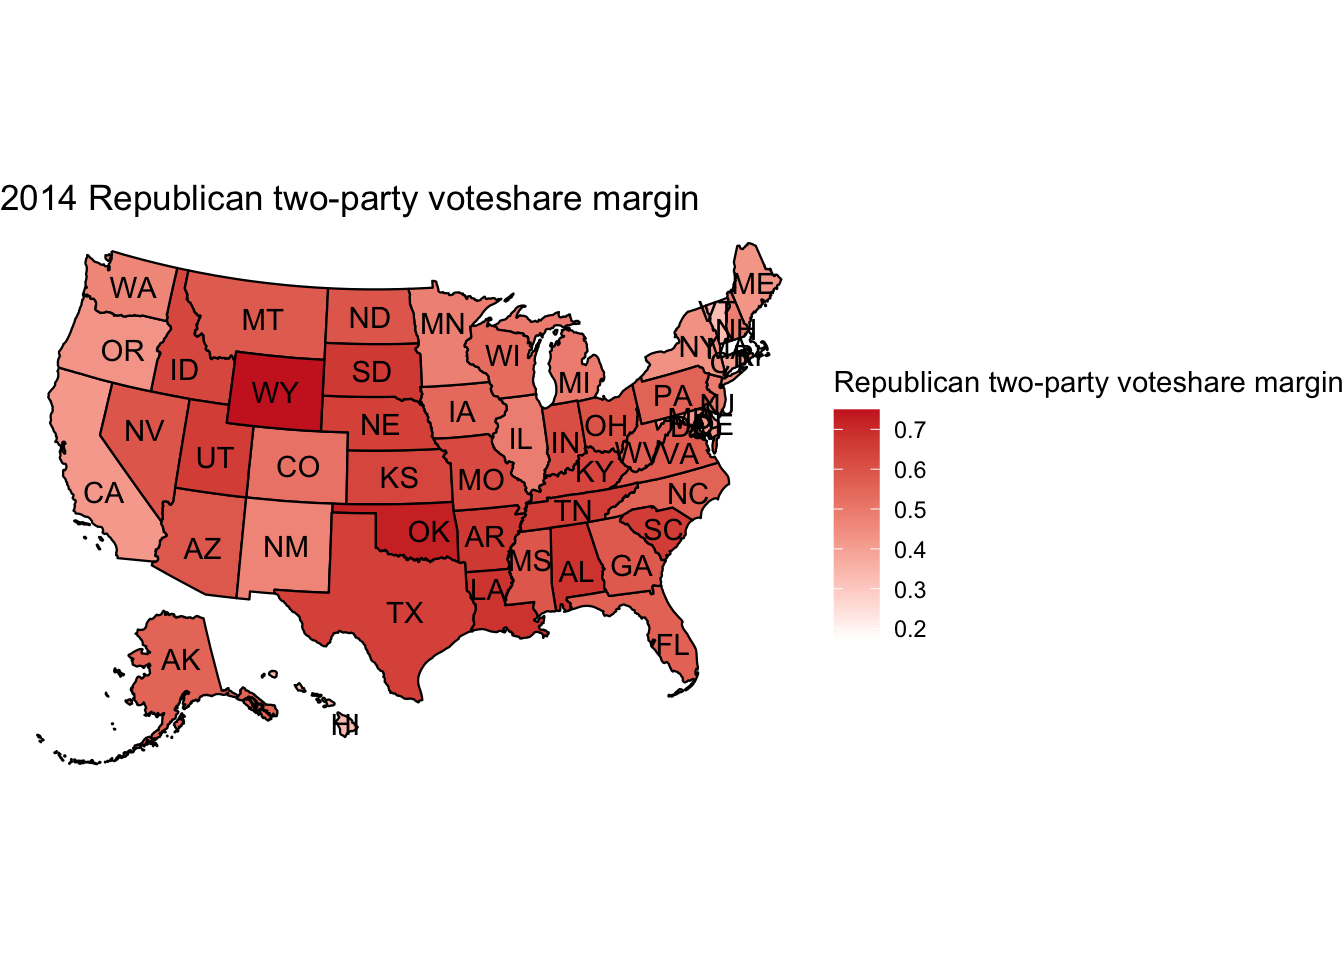 2014 Republican two-party voteshare margin
WA
MT
ND
MN
ME
VT
NH
OR
ID
SD
WI
NY
MA
WY
MI
NV
NE
IA
PA
NJ
UT
CO
IL
IN
OH
DE
KS
MO
WV
VA
CA
KY
NC
AZ
NM
OK
AR
TN
SC
MS
AL
GA
LA
TX
FL
AK
HI
Republican two-party voteshare margin
0.7
0.6
0.5
0.4
0.3
0.2